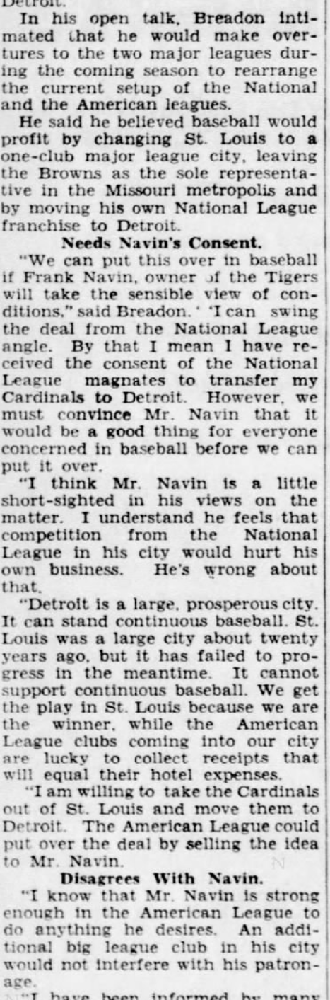 Detroit.
In his open talk, Breadon inti-
mated that he would make over-
tures to the two major leagues dur-
ing the coming season to rearrange
the current setup of the National
and the American leagues.
He said he believed baseball would
profit by changing St. Louis to a
one-club major league city, leaving
the Browns as the sole representa-
tive in the Missouri metropolis and
by moving his own National League
franchise to Detroit.
Needs Navin's Consent.
"We can put this over in baseball
if Frank Navin, owner of the Tigers
will take the sensible view of con-
ditions," said Breadon. ' 'I can swing
the deal from the National League
angle. By that I mean I have re-
ceived the consent of the National
League magnates to transfer my
Cardinals to Detroit. However, we
must convince Mr. Navin that it
would be a good thing for everyone
concerned in baseball before we can
put it over.
"I think Mr. Navin is a little
short-sighted in his views on the
matter. I understand he feels that
competition from the National
League in his city would hurt his
own business. He's wrong about
that.
"Detroit is a large, prosperous city.
It can stand continuous baseball. St.
Louis was a large city about twenty
years ago, but it has failed to pro-
gress in the meantime. It cannot
support continuous baseball. We get
the play in St. Louis because we are
the winner, while the American
League clubs coming into our city
are lucky to collect receipts that
will equal their hotel expenses.
"I am willing to take the Cardinals
out of St. Louis and move them to
Detroit. The American League could
put over the deal by selling the idea
to Mr. Navin.
Disagrees With Navin.
"I know that Mr. Navin is strong
enough in the American League to
do anything he desires. An addi-
tional big league club in his city
would not interfere with his patron-
age.
"I have been informed by many